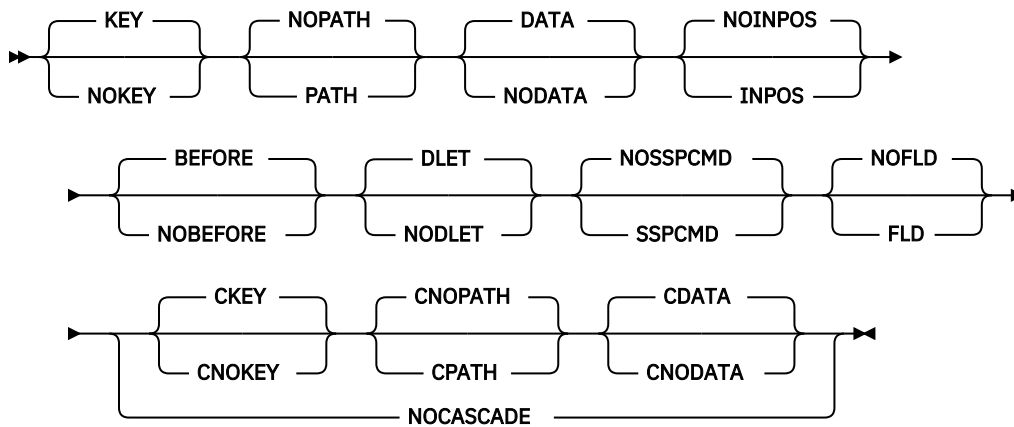 KEY NOPATH DATA NOINPOS
NOKEY PATH NODATA INPOS
BEFORE DLET NOSSPCMD NOFLD
NOBEFORE NODLET SSPCMD FLD
CKEY CNOPATH CDATA
CNOKEY CPATH CNODATA
NOCASCADE